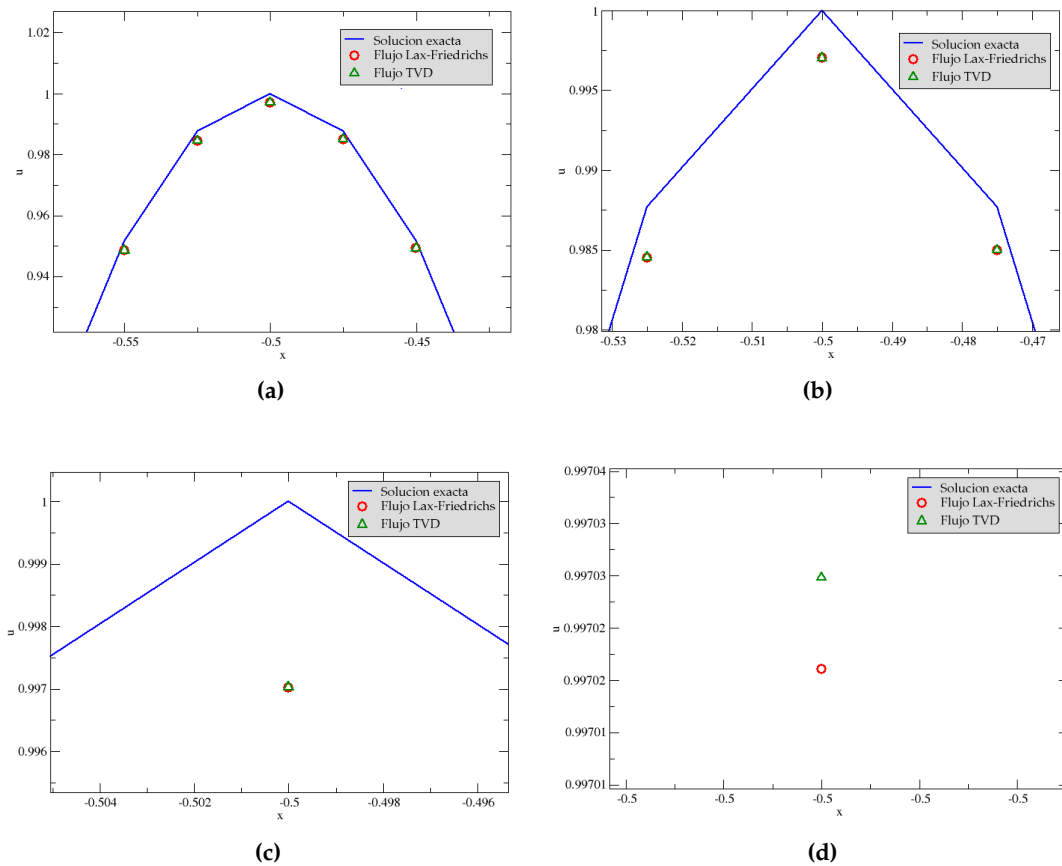 1.02
1
0.98
0.96
0.94
u
-0.55
-0.5
-0.45
x
Solucion exacta
Flujo Lax-Friedrichs
Flujo TVD
(a)
1
0.995
0.99
0.985
0.98
u
-0.53
-0.52
-0.51
-0.5
-0.49
-0.48
-0,47
x
Solucion exacta
Flujo Lax-Friedrichs
Flujo TVD
(b)
1
0.999
0.998
0.997
0.996
u
-0.504
-0.502
-0.5
-0.498
-0.496
x
Solucion exacta
Flujo Lax-Friedrichs
Flujo TVD
(c)
0.99704
0.99703
0.99703
0.99702
0.99702
0.99701
0.99701
u
-0.5
-0.5
-0.5
-0.5
-0.5
x
Solucion exacta
Flujo Lax-Friedrichs
Flujo TVD
(d)